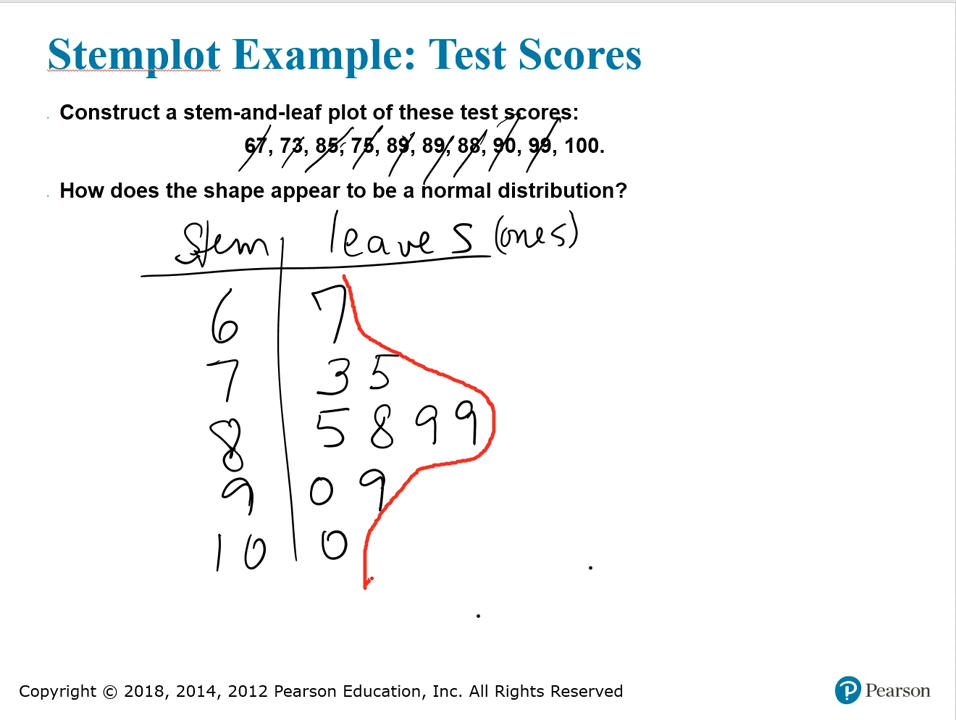 Stemplot Example: Test Scores
Construct a stem-and-leaf plot of these test scores:
67, 73, 85, 75, 89, 89, 88, 90, 99, 100.
How does the shape appear to be a normal distribution?
Stem leaves (ones)
6 7
7 3 5
8 5 8 9 9
9 0 9
10 0
Copyright © 2018, 2014, 2012 Pearson Education, Inc. All Rights Reserved
P Pearson